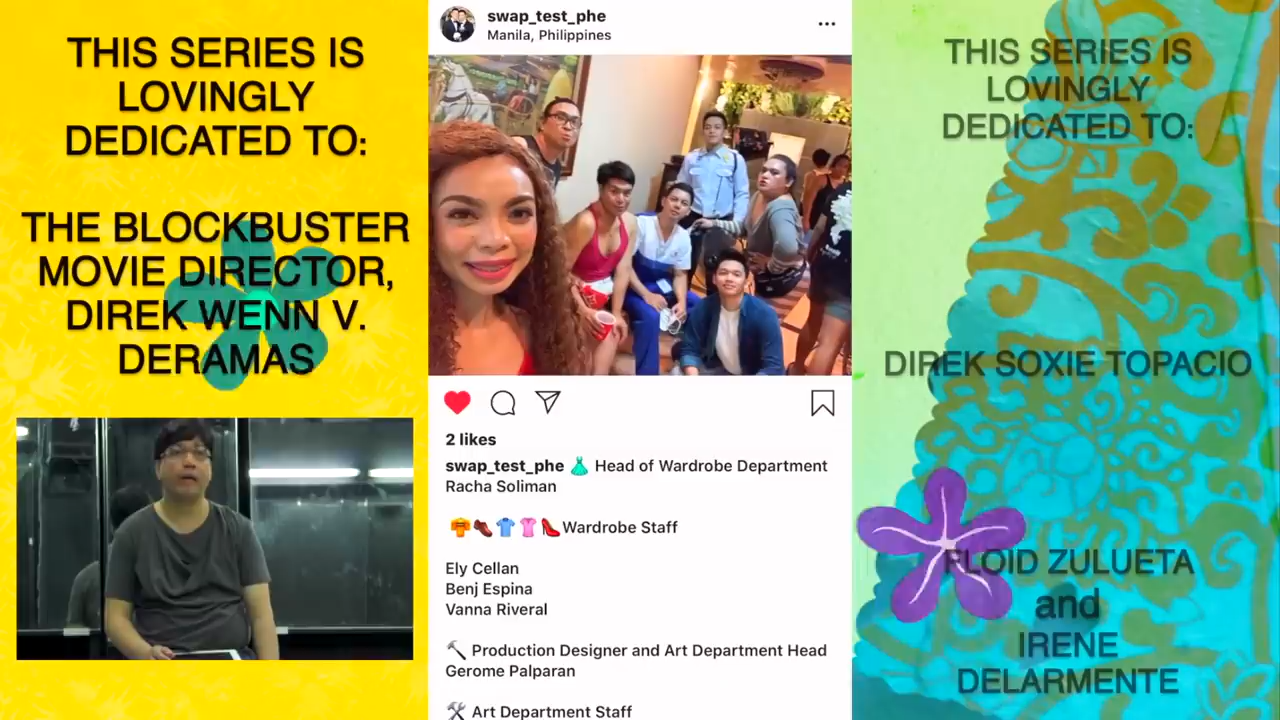 THIS SERIES IS
LOVINGLY
DEDICATED TO:
THE BLOCKBUSTER
MOVIE DIRECTOR,
DIREK WENN V.
DERAMAS
swap_test_phe
Manila, Philippines
2 likes
swap_test_phe 👗 Head of Wardrobe Department
Racha Soliman
👘👞👕👚👠Wardrobe Staff
Ely Cellan
Benj Espina
Vanna Riveral
🔨 Production Designer and Art Department Head
Gerome Palparan
🛠 Art Department Staff
THIS SERIES IS
LOVINGLY
DEDICATED TO:
DIREK SOXIE TOPACIO
FLOID ZULUETA
and
IRENE
DELARMENTE